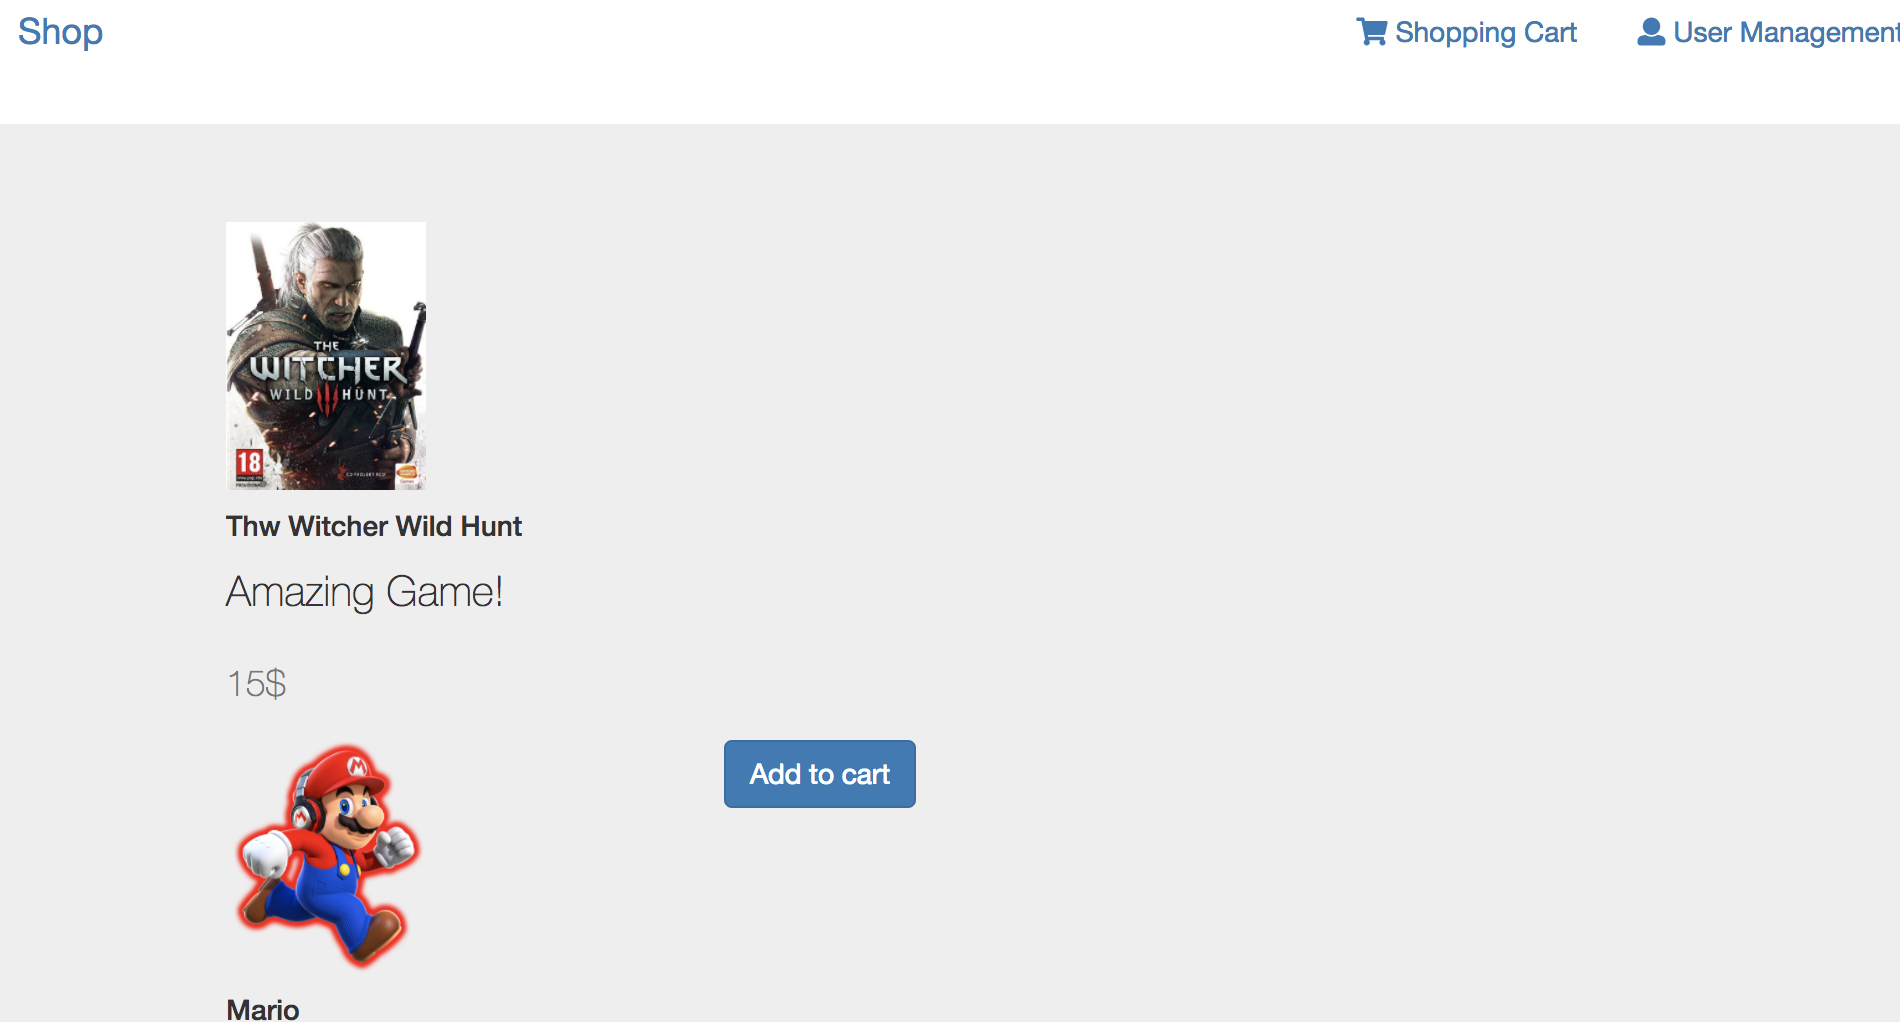 Shop
Shopping Cart
User Management
THE
WITCHER
WILD HUNT
18
Thw Witcher Wild Hunt
Amazing Game!
15$
Add to cart
M
M
Mario